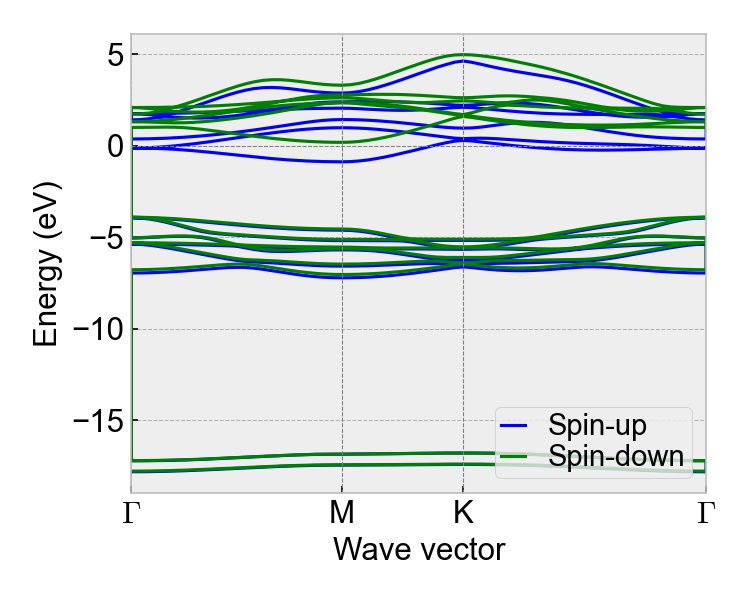 5
0
−5
−10
−15
Energy (eV)
Spin-up
Spin-down
Γ M K Γ
Wave vector